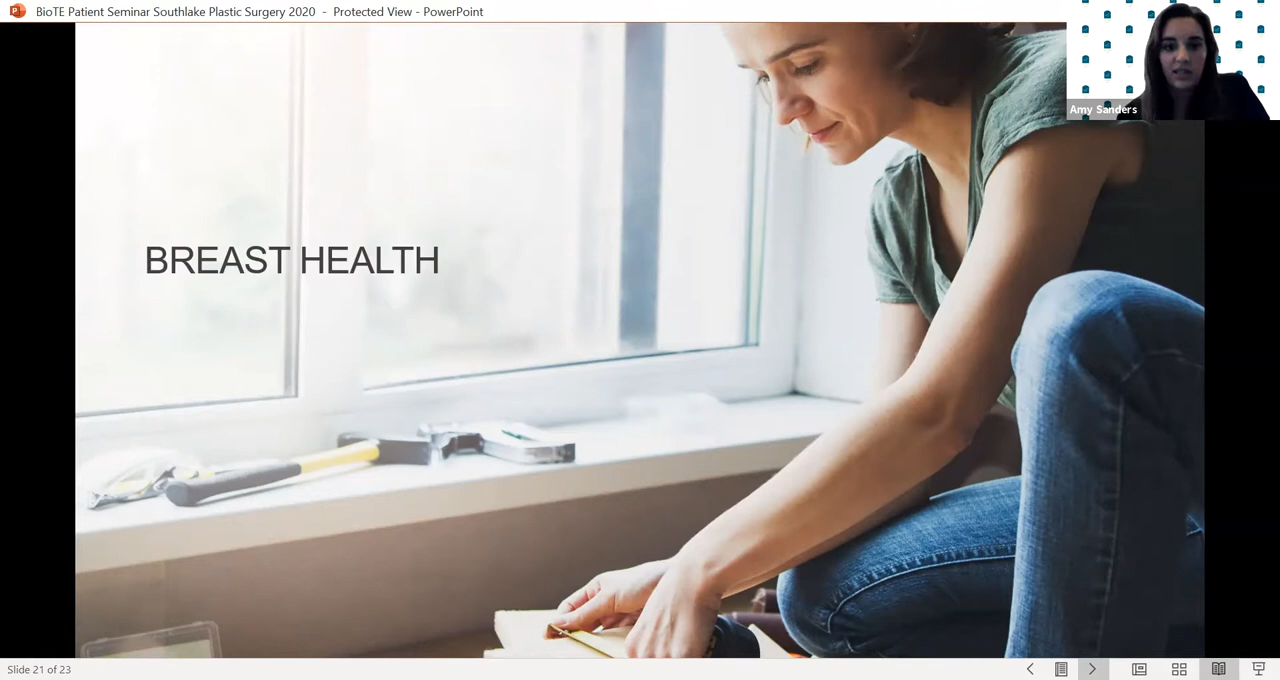 BioTE Patient Seminar Southlake Plastic Surgery 2020 - Protected View - PowerPoint
Amy Sanders
BREAST HEALTH
Slide 21 of 23